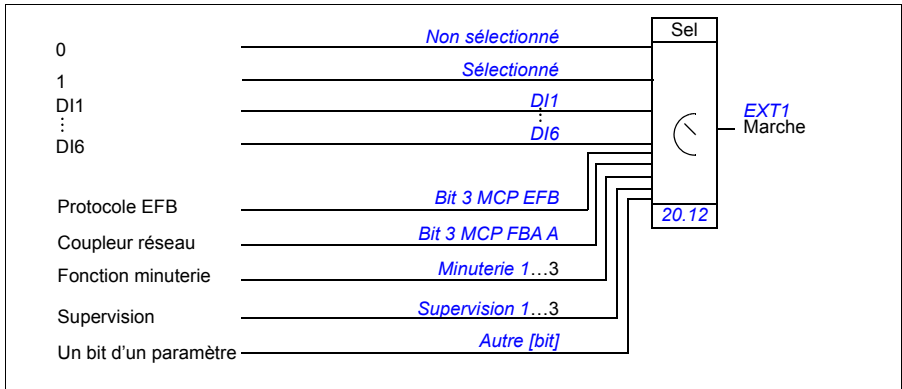 Sel
0 Non sélectionné
1 Sélectionné
DI1 DI1
⋮ ⋮
DI6 DI6
EXT1
Marche
Protocole EFB Bit 3 MCP EFB
20.12
Coupleur réseau Bit 3 MCP FBA A
Fonction minuterie Minuterie 1…3
Supervision Supervision 1…3
Un bit d'un paramètre Autre [bit]